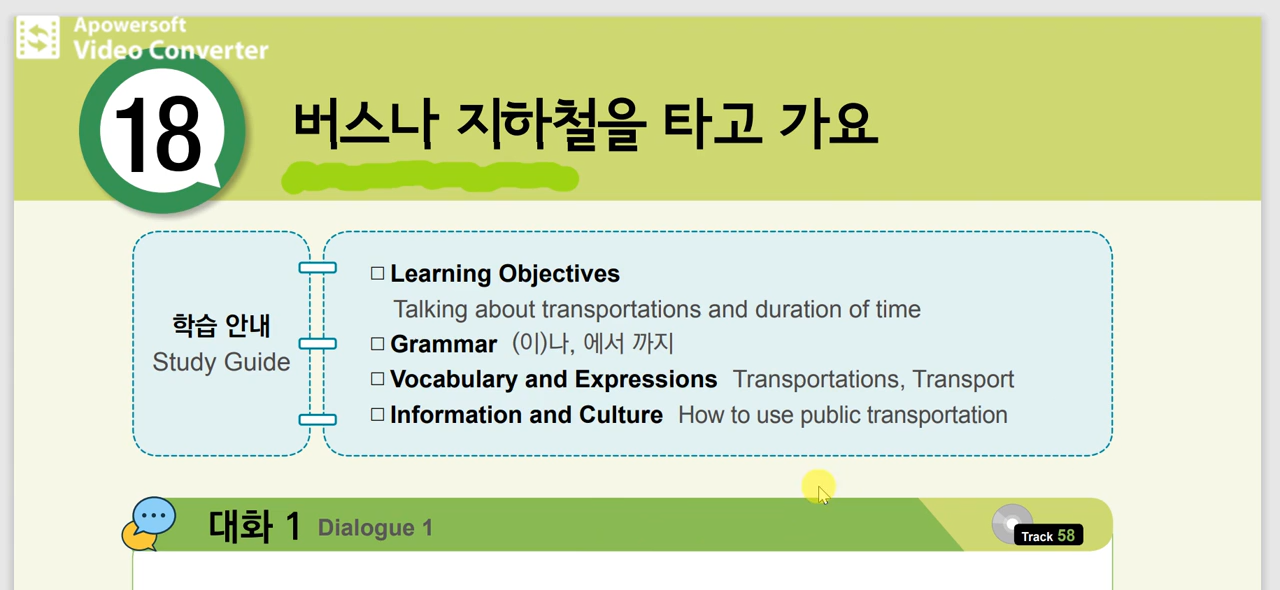 Apowersoft
Video Converter
18
버스나 지하철을 타고 가요
학습 안내
Study Guide
□ Learning Objectives
Talking about transportations and duration of time
□ Grammar (이)나, 에서 까지
□ Vocabulary and Expressions Transportations, Transport
□ Information and Culture How to use public transportation
대화 1 Dialogue 1
Track 58